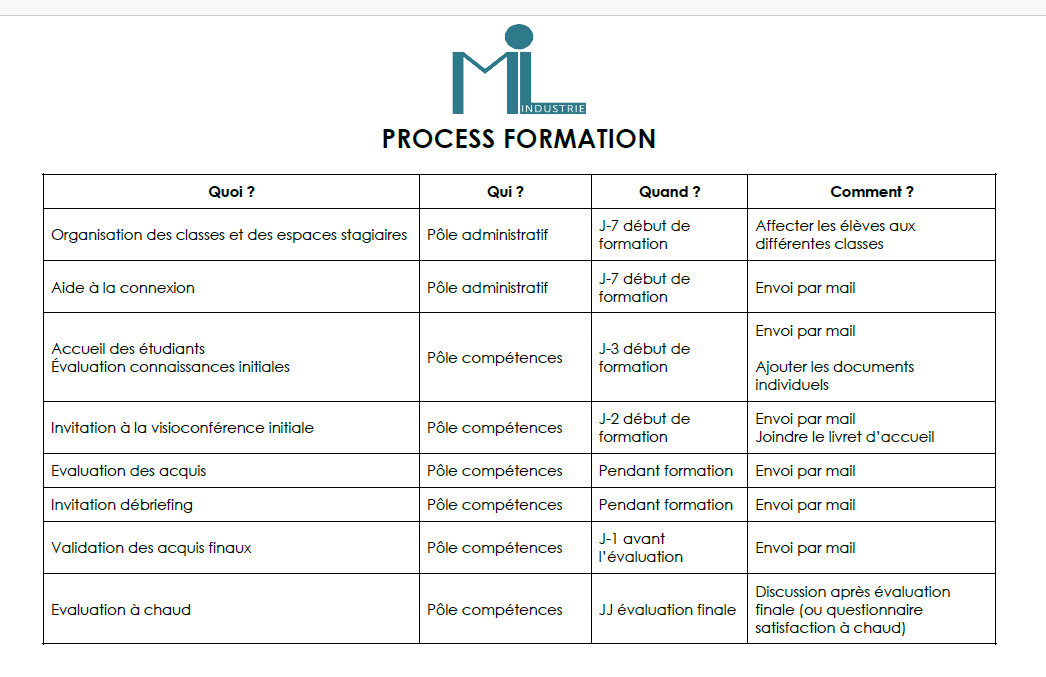 MIL
INDUSTRIE
PROCESS FORMATION
Quoi ? Qui ? Quand ? Comment ?
Organisation des classes et des espaces stagiaires Pôle administratif J-7 début de formation Affecter les élèves aux différentes classes
Aide à la connexion Pôle administratif J-7 début de formation Envoi par mail
Accueil des étudiants
Évaluation connaissances initiales
Pôle compétences
J-3 début de
formation
Envoi par mail
Ajouter les documents
individuels
Invitation à la visioconférence initiale
Pôle compétences
J-2 début de
formation
Envoi par mail
Joindre le livret d’accueil
Evaluation des acquis Pôle compétences Pendant formation Envoi par mail
Invitation débriefing Pôle compétences Pendant formation Envoi par mail
Validation des acquis finaux
Pôle compétences
J-1 avant
l’évaluation
Envoi par mail
Evaluation à chaud
Pôle compétences
JJ évaluation finale
Discussion après évaluation
finale (ou questionnaire
satisfaction à chaud)